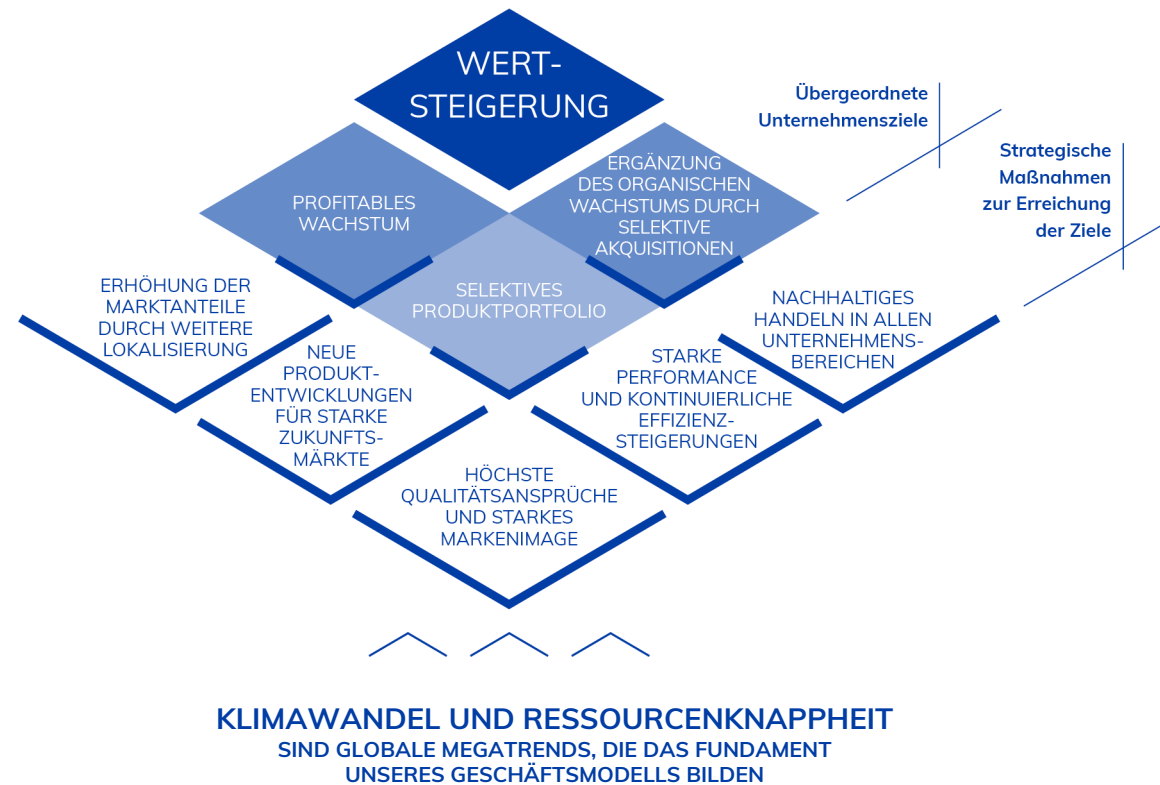 WERT-
STEIGERUNG
Übergeordnete
Unternehmensziele
Strategische
Maßnahmen
zur Erreichung
der Ziele
PROFITABLES
WACHSTUM
ERGÄNZUNG
DES ORGANISCHEN
WACHSTUMS DURCH
SELEKTIVE
AKQUISITIONEN
SELEKTIVES
PRODUKTPORTFOLIO
ERHÖHUNG DER
MARKTANTEILE
DURCH WEITERE
LOKALISIERUNG
NEUE
PRODUKT-
ENTWICKLUNGEN
FÜR STARKE
ZUKUNFTS-
MÄRKTE
HÖCHSTE
QUALITÄTSANSPRÜCHE
UND STARKES
MARKENIMAGE
STARKE
PERFORMANCE
UND KONTINUIERLICHE
EFFIZIENZ-
STEIGERUNGEN
NACHHALTIGES
HANDELN IN ALLEN
UNTERNEHMENS-
BEREICHEN
KLIMAWANDEL UND RESSOURCENKNAPPHEIT
SIND GLOBALE MEGATRENDS, DIE DAS FUNDAMENT
UNSERES GESCHÄFTSMODELLS BILDEN